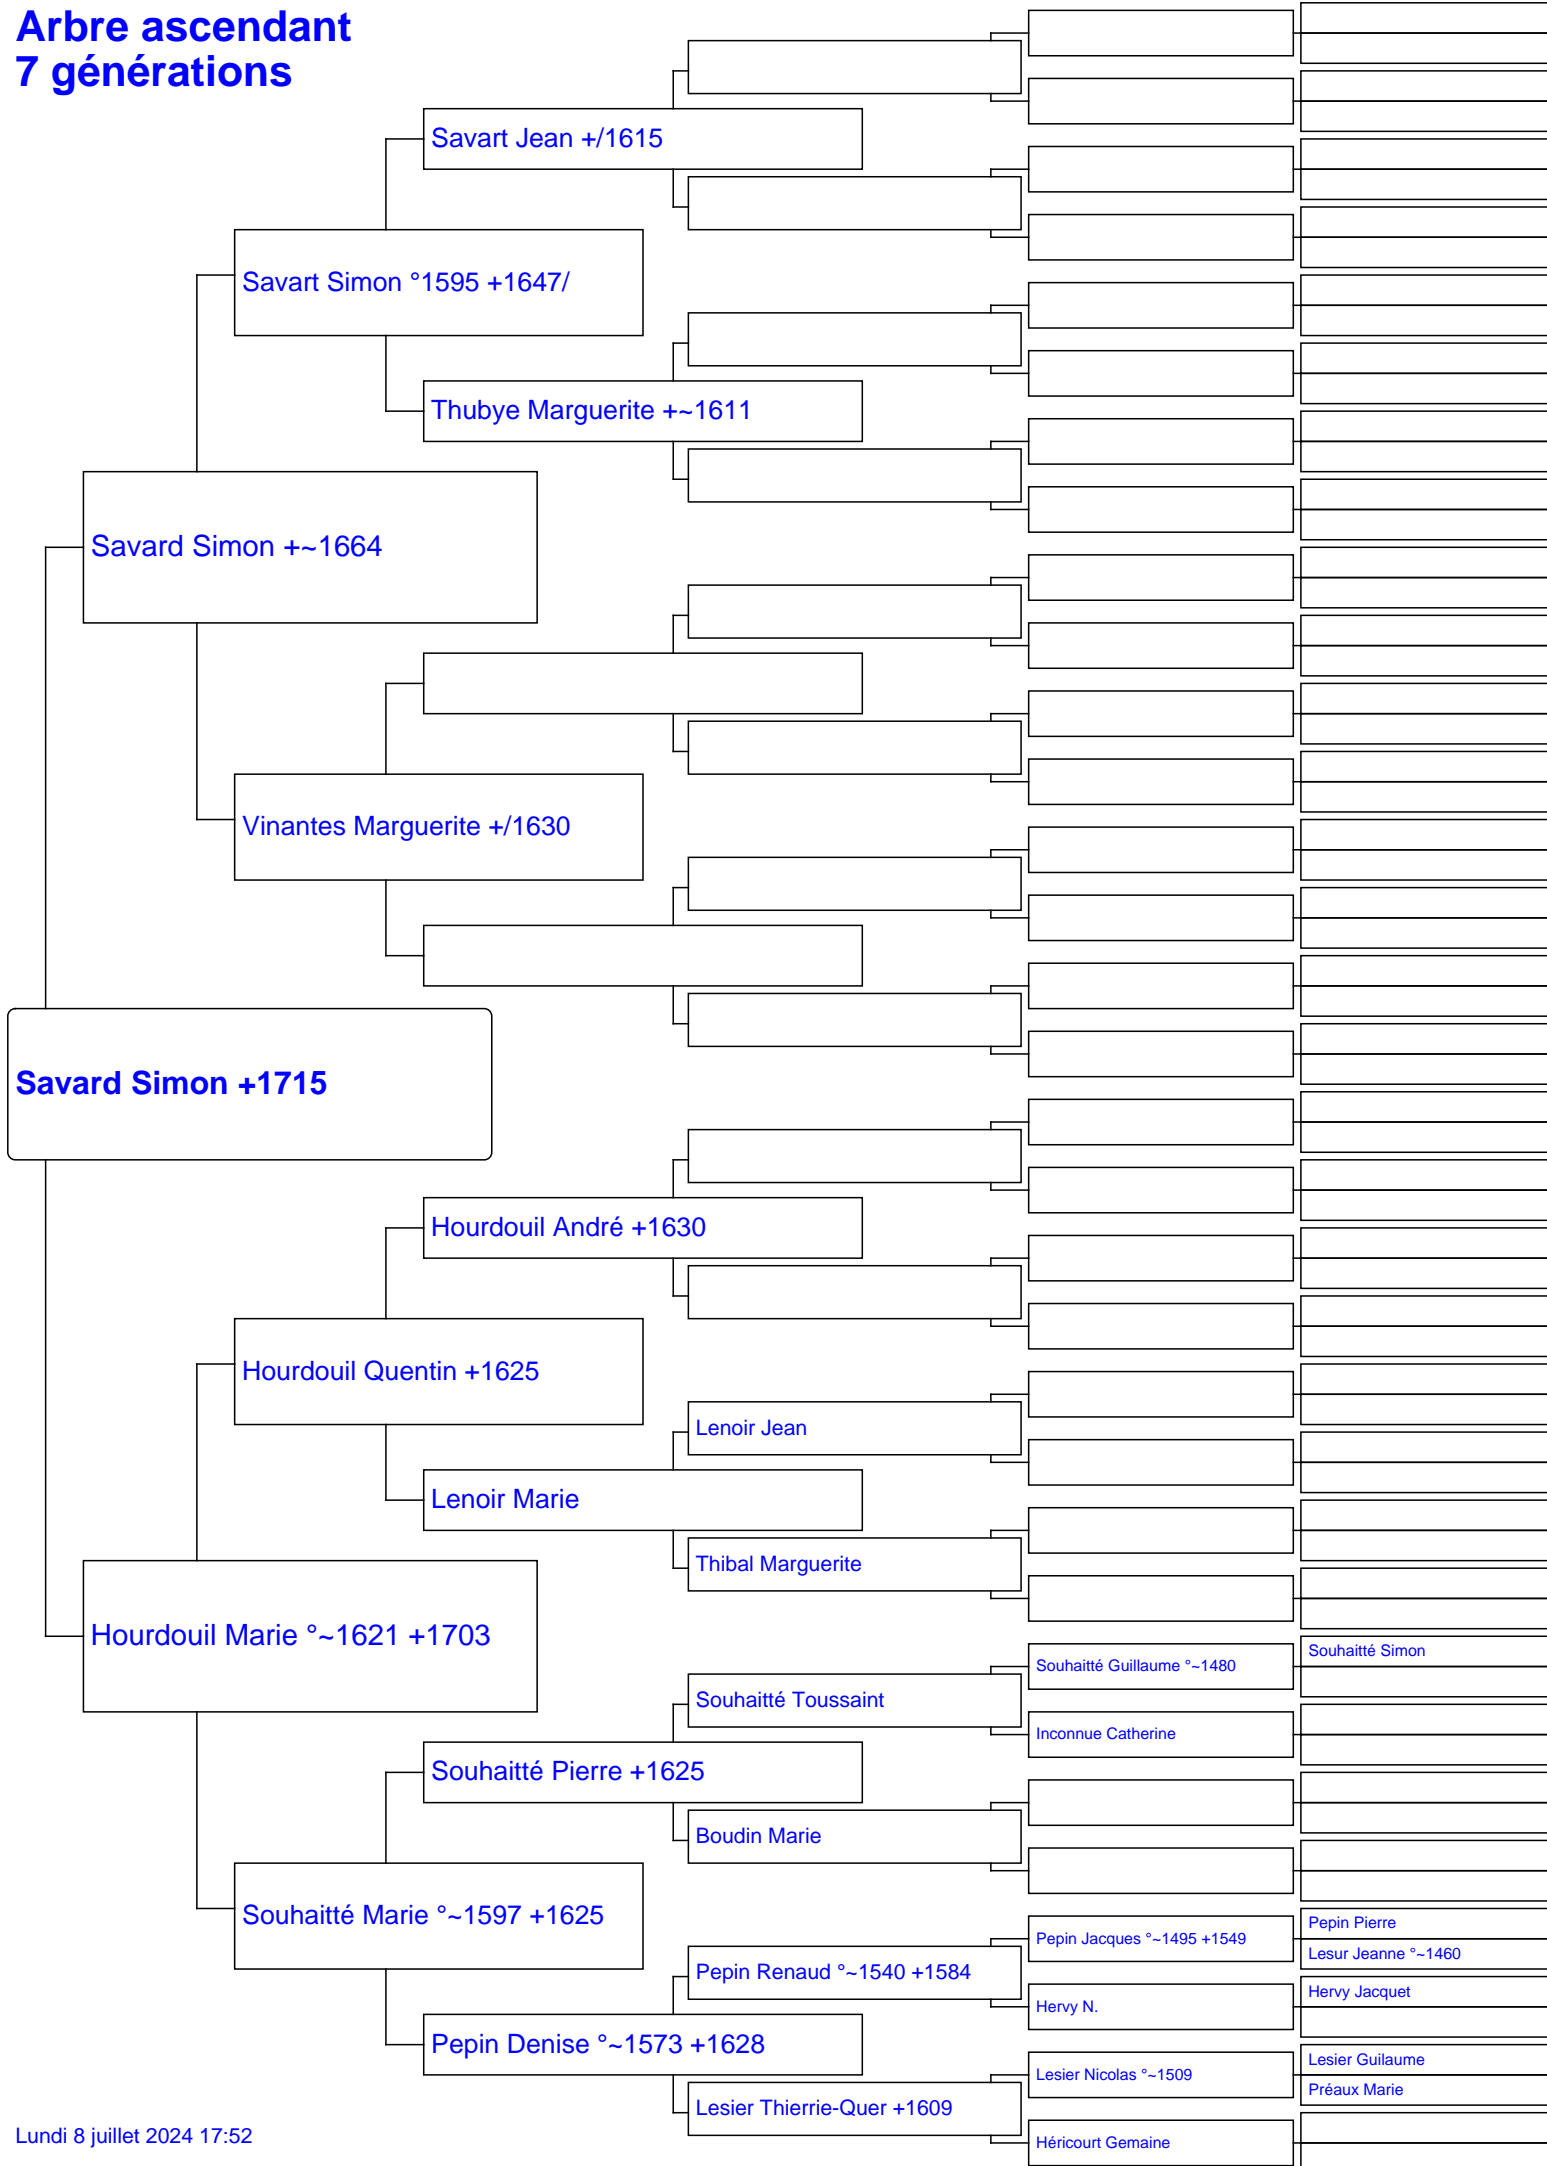 Arbre ascendant
7 générations
Savart Jean +/1615
Savart Simon °1595 +1647/
Thubye Marguerite +~1611
Savard Simon +~1664
Vinantes Marguerite +/1630
Savard Simon +1715
Hourdouil André +1630
Hourdouil Quentin +1625
Lenoir Jean
Lenoir Marie
Thibal Marguerite
Hourdouil Marie °~1621 +1703
Souhaitté Simon
Souhaitté Guillaume °~1480
Souhaitté Toussaint
Inconnue Catherine
Souhaitté Pierre +1625
Boudin Marie
Souhaitté Marie °~1597 +1625
Pepin Pierre
Pepin Jacques °~1495 +1549
Lesur Jeanne °~1460
Pepin Renaud °~1540 +1584
Hervy Jacquet
Hervy N.
Pepin Denise °~1573 +1628
Lesier Guilaume
Lesier Nicolas °~1509
Préaux Marie
Lesier Thierrie-Quer +1609
Héricourt Gemaine
Lundi 8 juillet 2024 17:52